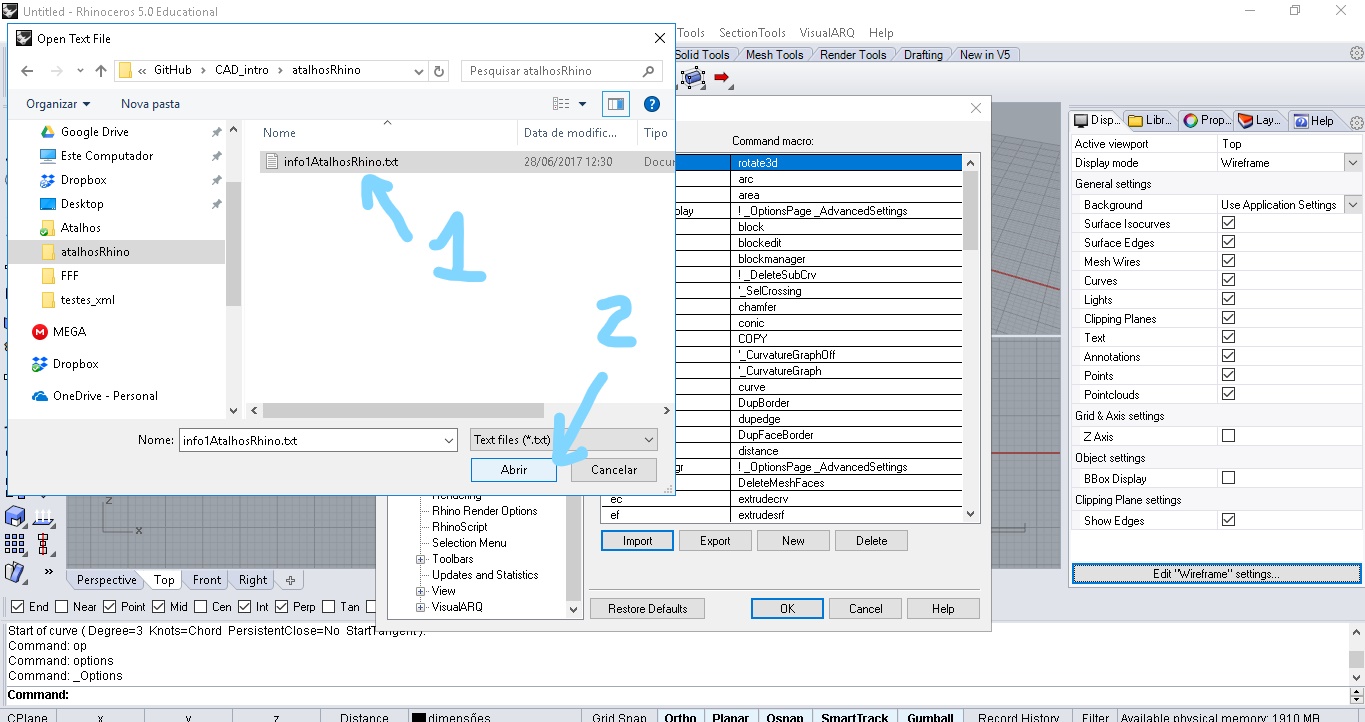 Untitled - Rhinoceros 5.0 Educational
Open Text File
Tools SectionTools VisualARQ Help
Solid Tools Mesh Tools Render Tools Drafting New in V5
« GitHub > CAD_intro > atalhosRhino
Pesquisar atalhosRhino
Organizar Nova pasta
Google Drive
Este Computador
Dropbox
Desktop
Atalhos
atalhosRhino
FFF
testes_xml
MEGA
Dropbox
OneDrive - Personal
Nome Data de modific... Tipo
info1AtalhosRhino.txt 28/06/2017 12:30 Docu
1
2
Nome: info1AtalhosRhino.txt Text files (*.txt)
Abrir Cancelar
Command macro:
rotate3d
arc
area
play ! _OptionsPage _AdvancedSettings
block
blockedit
blockmanager
! _DeleteSubCrv
'_SelCrossing
chamfer
conic
COPY
'_CurvatureGraphOff
'_CurvatureGraph
curve
DupBorder
dupedge
DupFaceBorder
distance
gr ! _OptionsPage _AdvancedSettings
DeleteMeshFaces
ec extrudecrv
ef extrudesrf
Import Export New Delete
Rendering
Rhino Render Options
RhinoScript
Selection Menu
Toolbars
Updates and Statistics
View
VisualARQ
Restore Defaults OK Cancel Help
Disp... Libr... Prop... Lay... Help
Active viewport Top
Display mode Wireframe
General settings
Background Use Application Settings
Surface Isocurves
Surface Edges
Mesh Wires
Curves
Lights
Clipping Planes
Text
Annotations
Points
Pointclouds
Grid & Axis settings
Z Axis
Object settings
BBox Display
Clipping Plane settings
Show Edges
Edit "Wireframe" settings...
z
x
»
Perspective Top Front Right
End Near Point Mid Cen Int Perp Tan
Start of curve ( Degree=3 Knots=Chord PersistentClose=No StartTangent ):
Command: op
Command: options
Command: _Options
Command:
CPlane x y z Distance dimensões Grid Snap Ortho Planar Osnap SmartTrack Gumball Record History Filter Available physical memory: 1910 MB